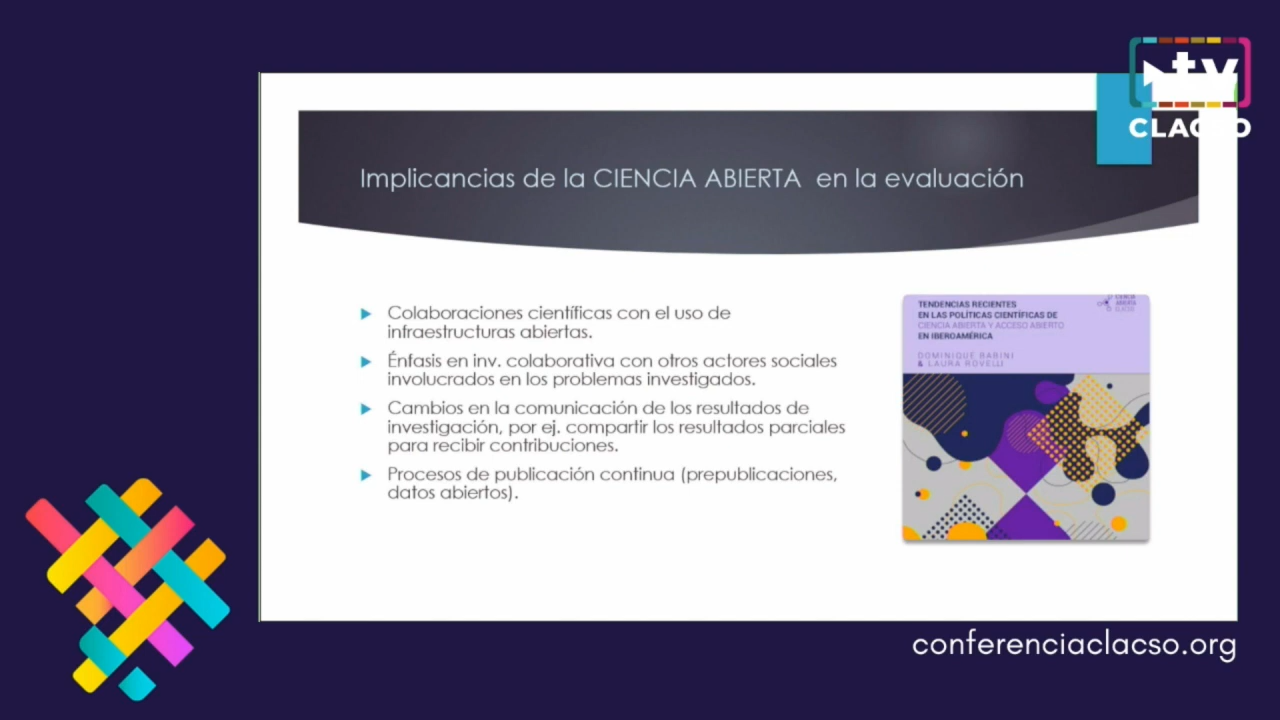 tv
CLACSO
Implicancias de la CIENCIA ABIERTA en la evaluación
Colaboraciones científicas con el uso de
infraestructuras abiertas.
Énfasis en inv. colaborativa con otros actores sociales
involucrados en los problemas investigados.
Cambios en la comunicación de los resultados de
investigación, por ej. compartir los resultados parciales
para recibir contribuciones.
Procesos de publicación continua (prepublicaciones,
datos abiertos).
CIENCIA
ABIERTA
CLACSO
TENDENCIAS RECIENTES
EN LAS POLÍTICAS CIENTÍFICAS DE
CIENCIA ABIERTA Y ACCESO ABIERTO
EN IBEROAMÉRICA
DOMINIQUE BABINI
& LAURA ROVELLI
conferenciaclacso.org